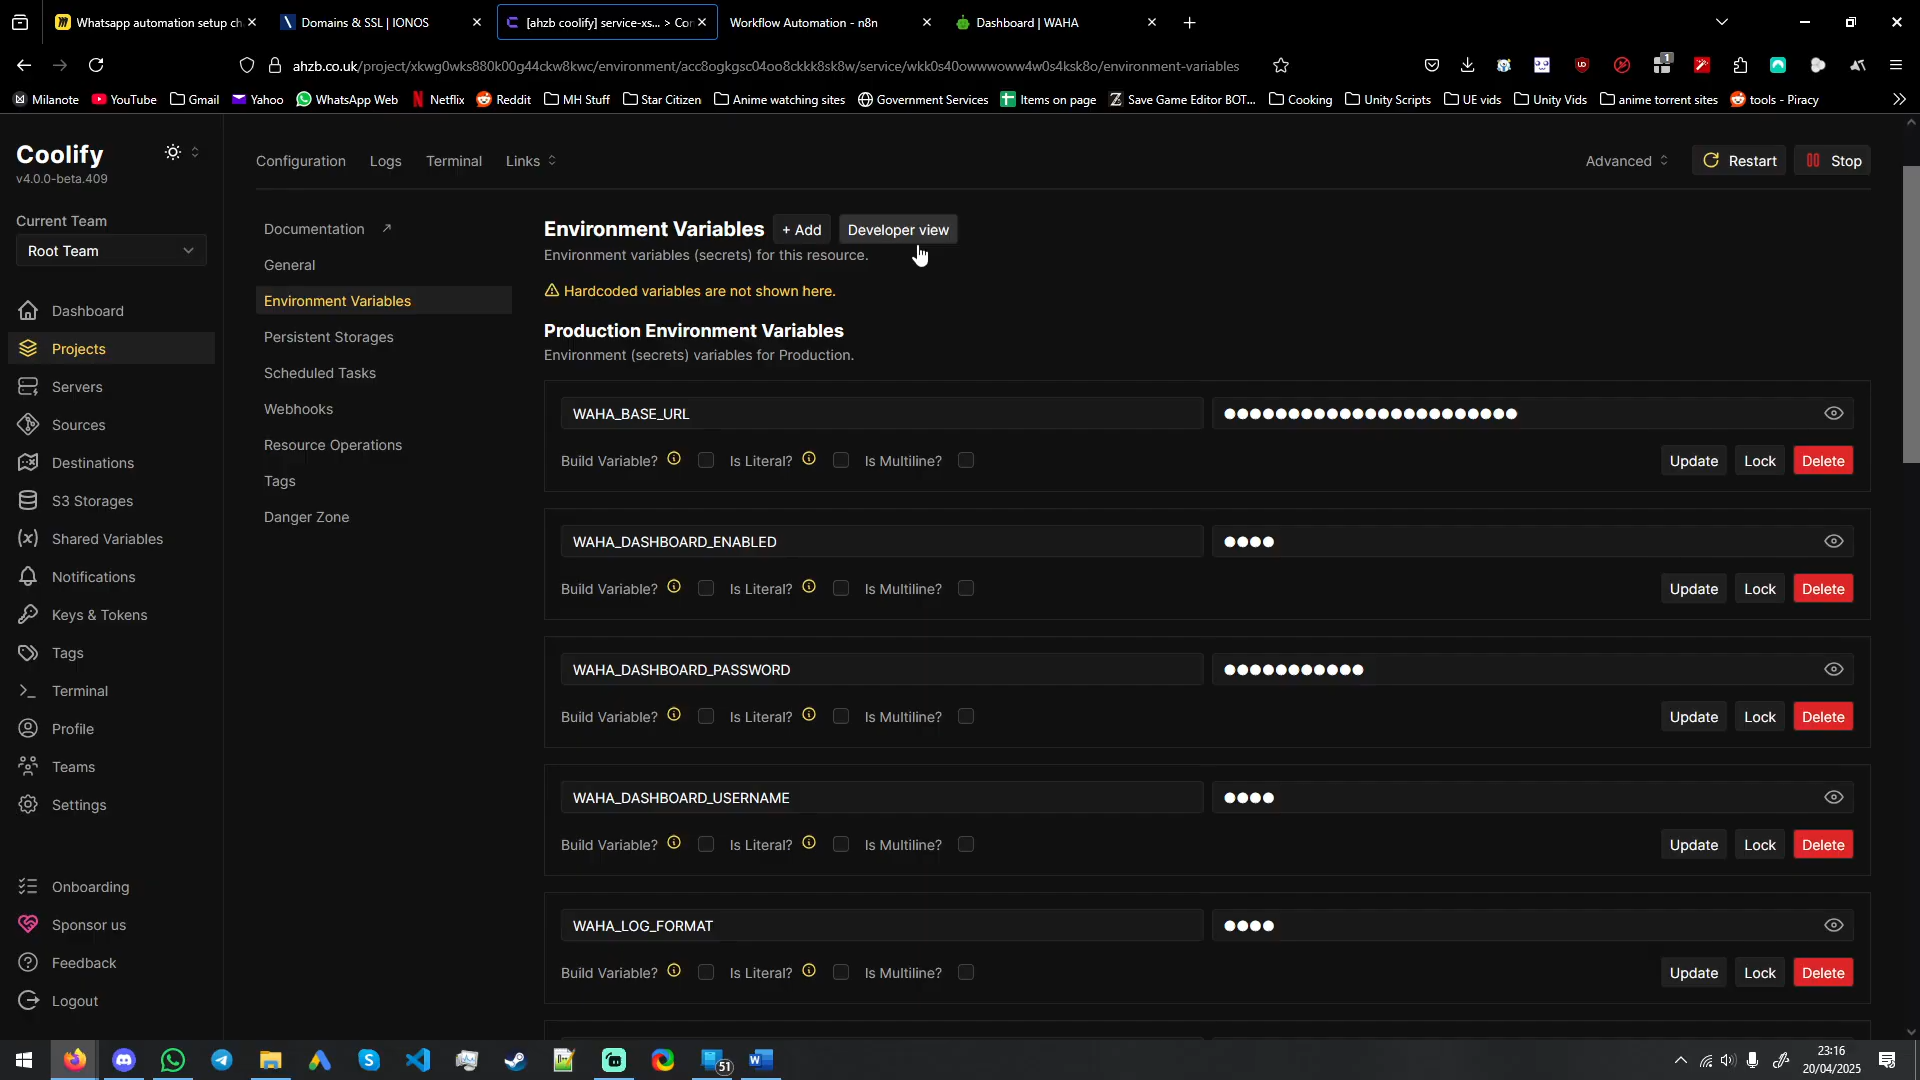 Whatsapp automation setup ch
Domains & SSL | IONOS
[ahzb coolify] service-xs... > Cor
Workflow Automation - n8n
Dashboard | WAHA
ahzb.co.uk/project/xkwg0wks880k00g44ckw8kwc/environment/acc8ogkgsc04oo8ckkk8sk8w/service/wkk0s40owwwoww4w0s4ksk8o/environment-variables
1
Milanote
YouTube
Gmail
Yahoo
WhatsApp Web
Netflix
Reddit
MH Stuff
Star Citizen
Anime watching sites
Government Services
Items on page
Save Game Editor BOT...
Cooking
Unity Scripts
UE vids
Unity Vids
anime torrent sites
tools - Piracy
Coolify
v4.0.0-beta.409
Current Team
Root Team
Dashboard
Projects
Servers
Sources
Destinations
S3 Storages
Shared Variables
Notifications
Keys & Tokens
Tags
Terminal
Profile
Teams
Settings
Onboarding
Sponsor us
Feedback
Logout
Configuration
Logs
Terminal
Links
Advanced
Restart
Stop
Documentation
General
Environment Variables
Persistent Storages
Scheduled Tasks
Webhooks
Resource Operations
Tags
Danger Zone
Environment Variables
+ Add
Developer view
Environment variables (secrets) for this resource.
Hardcoded variables are not shown here.
Production Environment Variables
Environment (secrets) variables for Production.
WAHA_BASE_URL
Build Variable? Is Literal? Is Multiline? Update Lock Delete
WAHA_DASHBOARD_ENABLED
Build Variable? Is Literal? Is Multiline? Update Lock Delete
WAHA_DASHBOARD_PASSWORD
Build Variable? Is Literal? Is Multiline? Update Lock Delete
WAHA_DASHBOARD_USERNAME
Build Variable? Is Literal? Is Multiline? Update Lock Delete
WAHA_LOG_FORMAT
Build Variable? Is Literal? Is Multiline? Update Lock Delete
51
23:16
20/04/2025